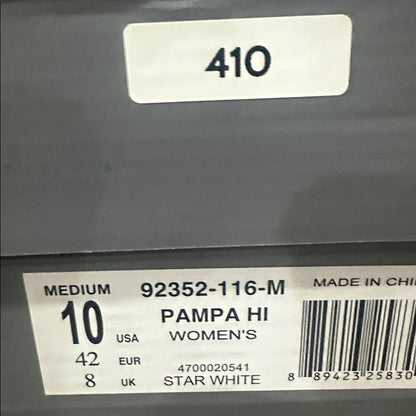 410
MEDIUM 92352-116-M MADE IN CHI
10 USA PAMPA HI
WOMEN'S
42 EUR 4700020541
8 UK STAR WHITE 8 89423 25830